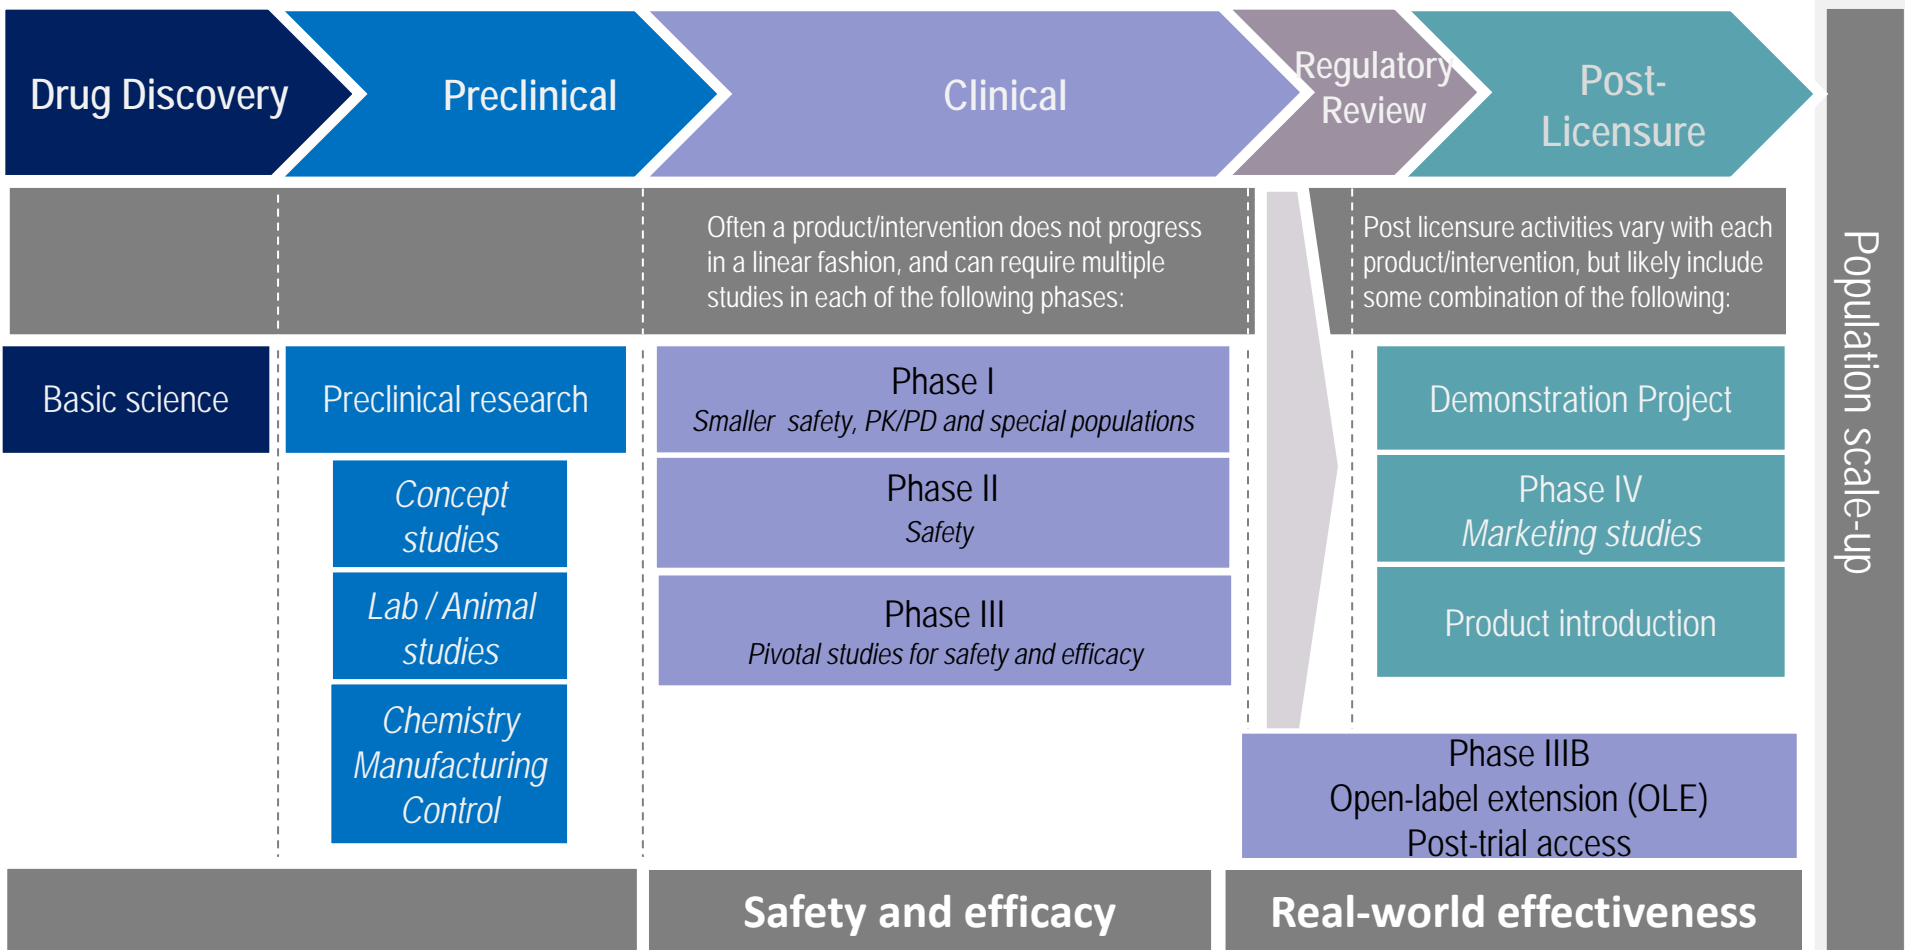 Drug Discovery
Preclinical
Clinical
Regulatory
Review
Post-
Licensure
Often a product/intervention does not progress
in a linear fashion, and can require multiple
studies in each of the following phases:
Post licensure activities vary with each
product/intervention, but likely include
some combination of the following:
Basic science
Preclinical research
Concept
studies
Lab / Animal
studies
Chemistry
Manufacturing
Control
Phase I
Smaller safety, PK/PD and special populations
Phase II
Safety
Phase III
Pivotal studies for safety and efficacy
Demonstration Project
Phase IV
Marketing studies
Product introduction
Phase IIIB
Open-label extension (OLE)
Post-trial access
Safety and efficacy
Real-world effectiveness
Population scale-up